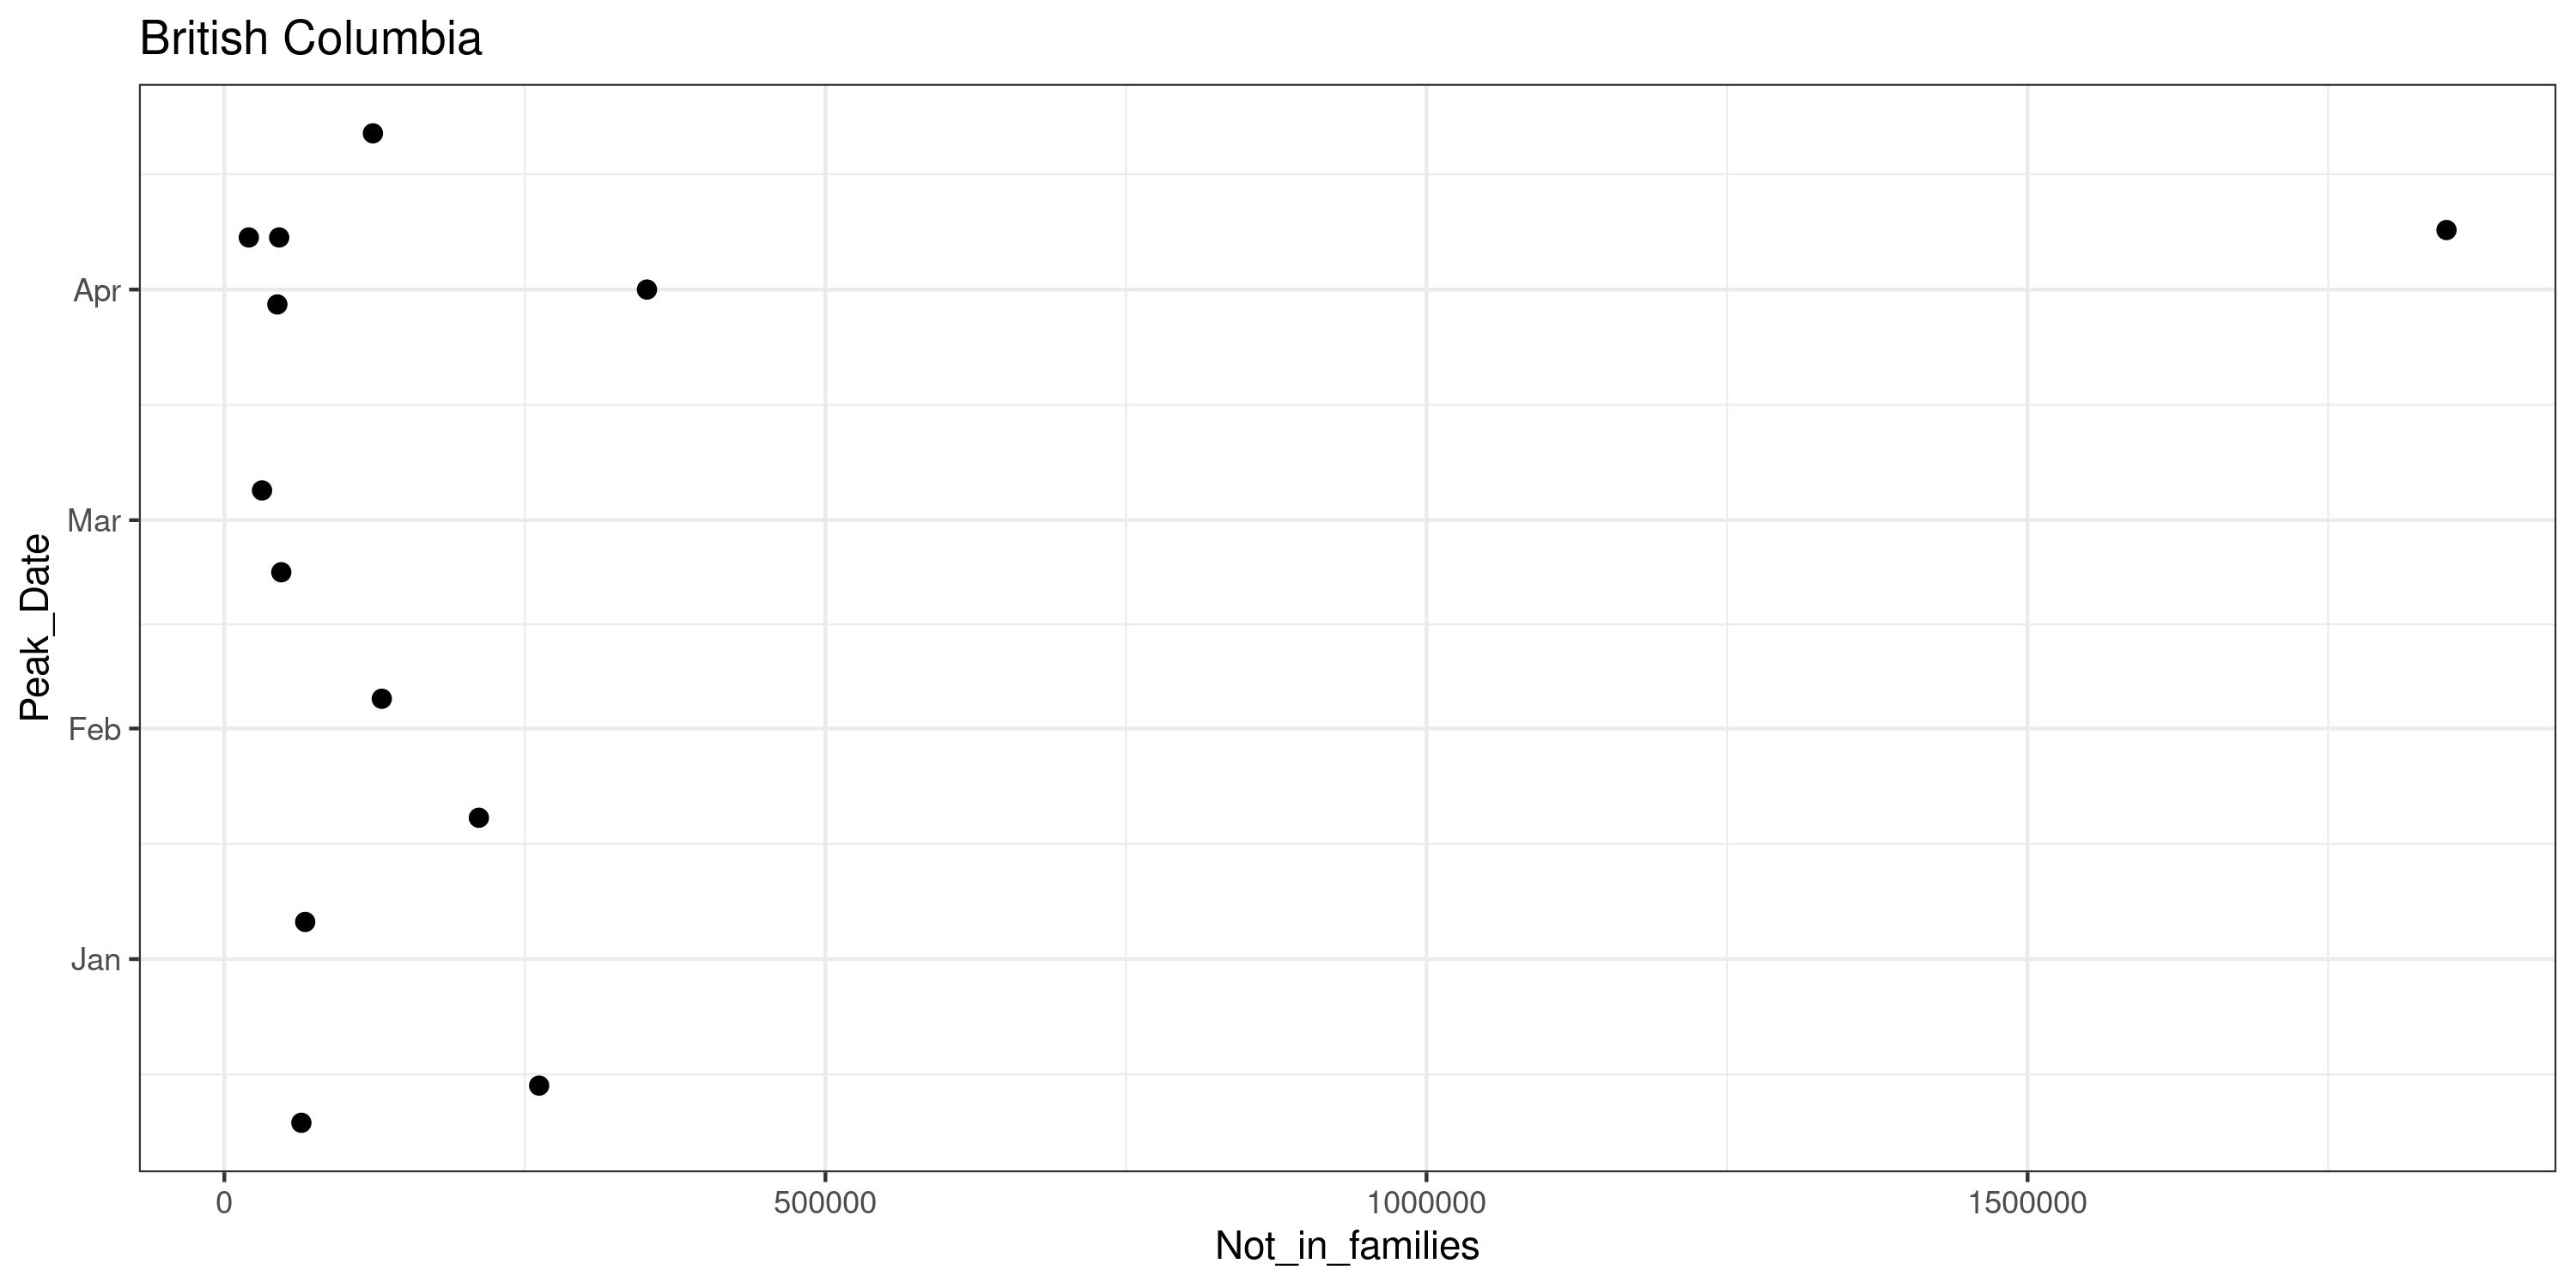 British Columbia
Peak_Date
Apr
Mar
Feb
Jan
0 500000 1000000 1500000
Not_in_families